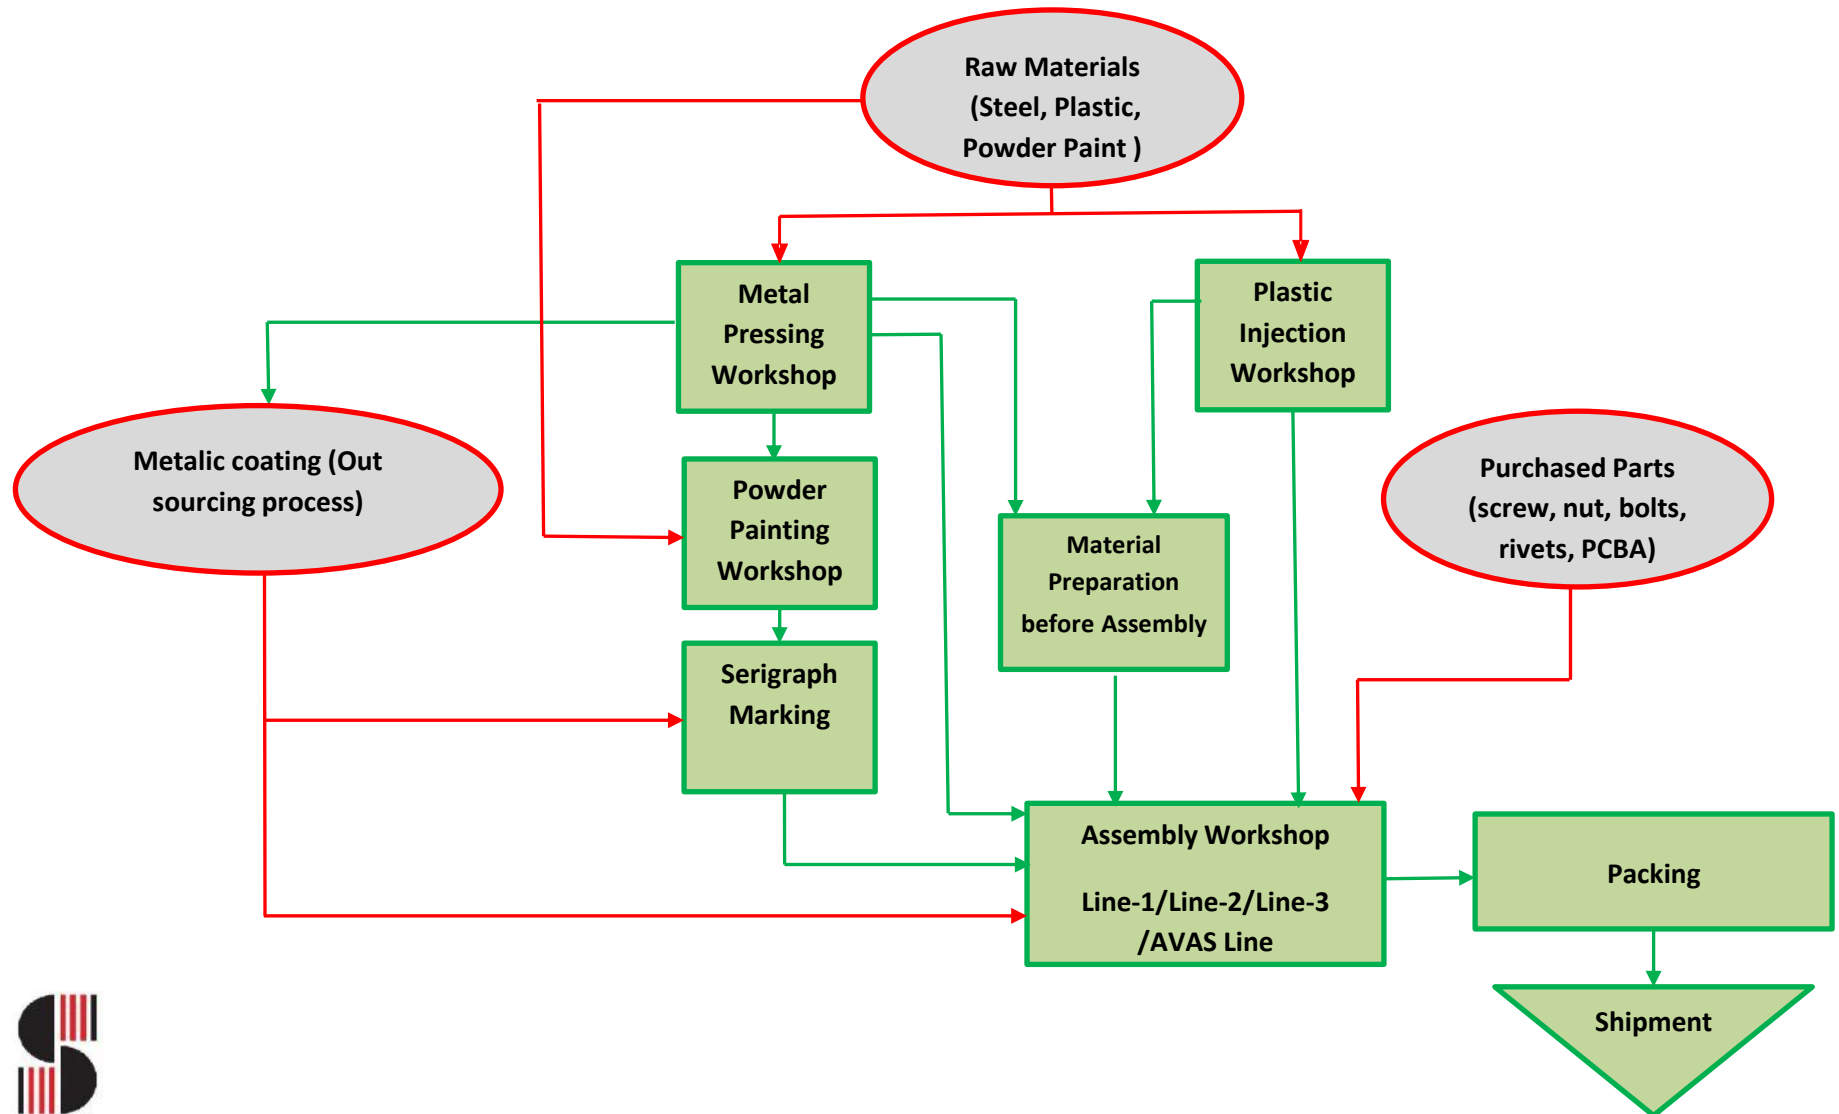 Raw Materials
(Steel, Plastic,
Powder Paint )
Metal
Pressing
Workshop
Plastic
Injection
Workshop
Metalic coating (Out
sourcing process)
Powder
Painting
Workshop
Material
Preparation
before Assembly
Purchased Parts
(screw, nut, bolts,
rivets, PCBA)
Serigraph
Marking
Assembly Workshop
Line-1/Line-2/Line-3
/AVAS Line
Packing
Shipment